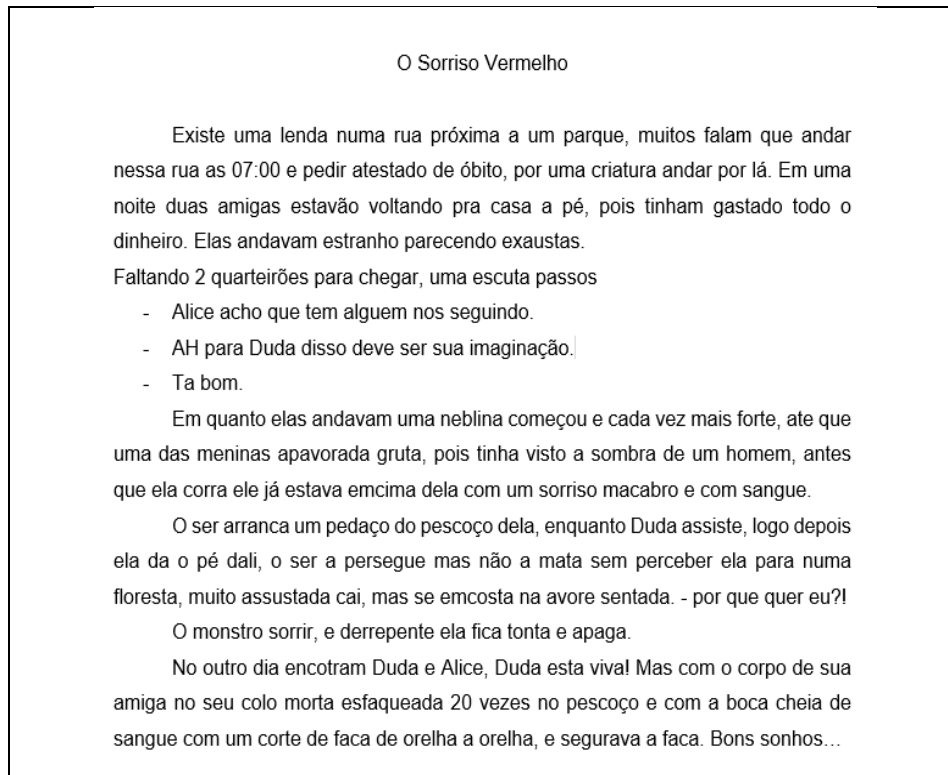 O Sorriso Vermelho
Existe uma lenda numa rua próxima a um parque, muitos falam que andar
nessa rua as 07:00 e pedir atestado de óbito, por uma criatura andar por lá. Em uma
noite duas amigas estavão voltando pra casa a pé, pois tinham gastado todo o
dinheiro. Elas andavam estranho parecendo exaustas.
Faltando 2 quarteirões para chegar, uma escuta passos
- Alice acho que tem alguem nos seguindo.
- AH para Duda disso deve ser sua imaginação.
- Ta bom.
Em quanto elas andavam uma neblina começou e cada vez mais forte, ate que
uma das meninas apavorada gruta, pois tinha visto a sombra de um homem, antes
que ela corra ele já estava emcima dela com um sorriso macabro e com sangue.
O ser arranca um pedaço do pescoço dela, enquanto Duda assiste, logo depois
ela da o pé dali, o ser a persegue mas não a mata sem perceber ela para numa
floresta, muito assustada cai, mas se emcosta na avore sentada. - por que quer eu?!
O monstro sorrir, e derrepente ela fica tonta e apaga.
No outro dia encotram Duda e Alice, Duda esta viva! Mas com o corpo de sua
amiga no seu colo morta esfaqueada 20 vezes no pescoço e com a boca cheia de
sangue com um corte de faca de orelha a orelha, e segurava a faca. Bons sonhos...